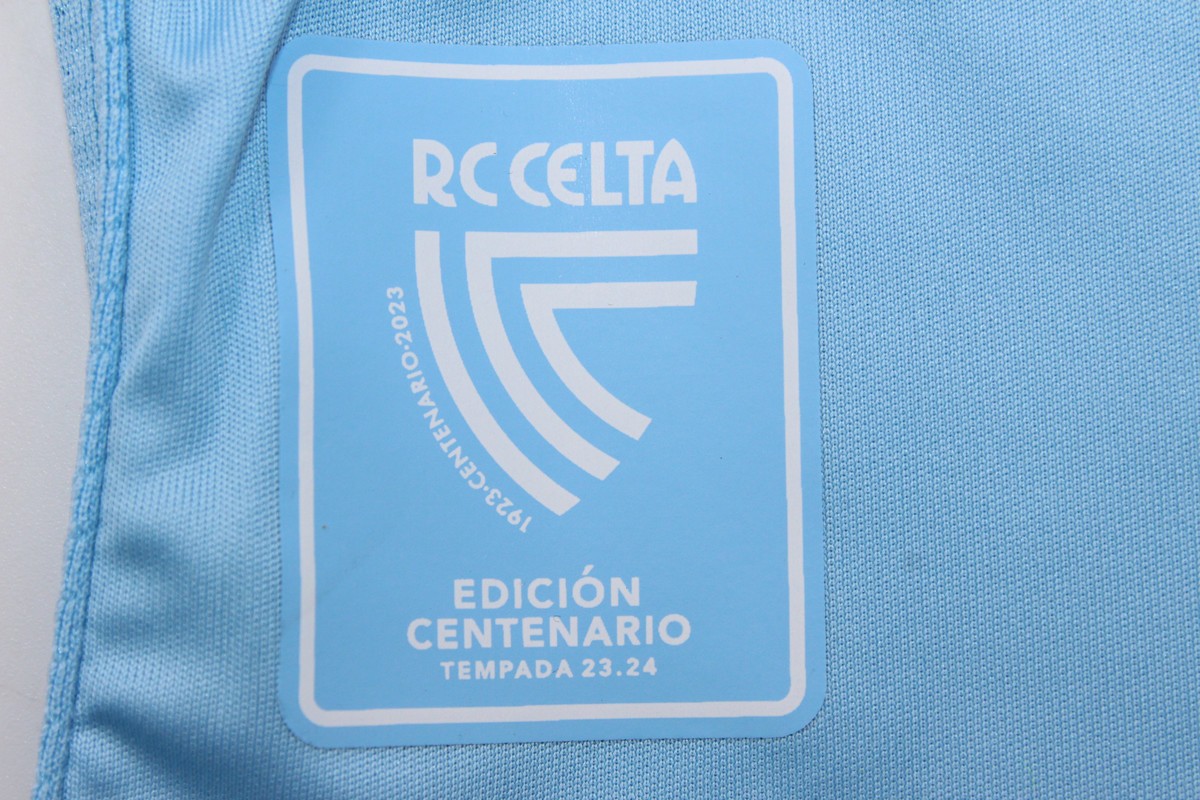 RC CELTA
1923·CENTENARIO·2023
EDICIÓN
CENTENARIO
TEMPADA 23.24